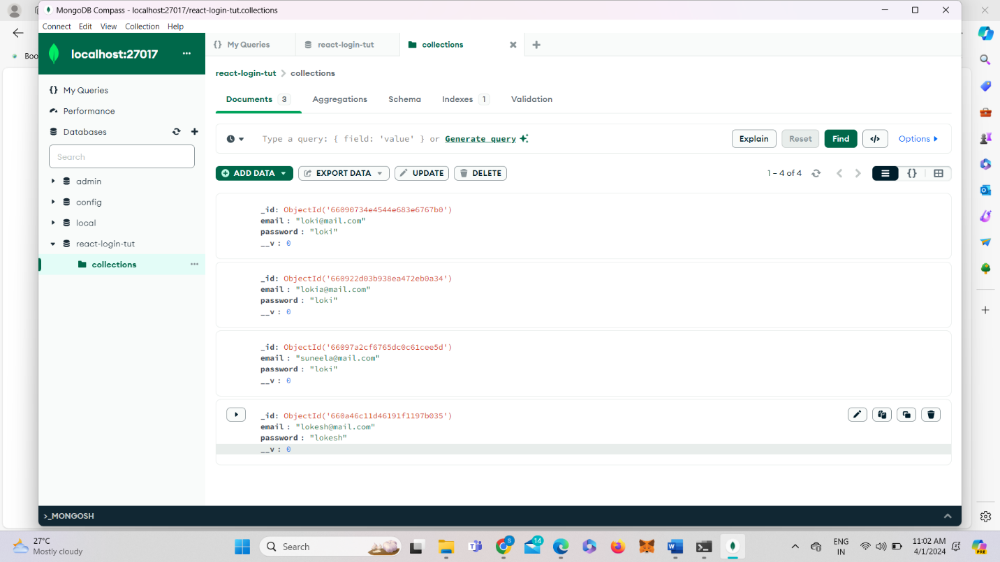 MongoDB Compass - localhost:27017/react-login-tut.collections
Connect Edit View Collection Help
localhost:27017 ...
{} My Queries
react-login-tut
collections
Boo
react-login-tut > collections
My Queries
Performance
Databases
Search
admin
config
local
react-login-tut
collections
Documents 3 Aggregations Schema Indexes 1 Validation
Type a query: { field: 'value' } or Generate query
Explain Reset Find </> Options
ADD DATA EXPORT DATA UPDATE DELETE
1 – 4 of 4
{}
_id: ObjectId('66090734e4544e683e6767b0')
email : "loki@mail.com"
password : "loki"
__v : 0
_id: ObjectId('660922d03b938ea472eb0a34')
email : "lokia@mail.com"
password : "loki"
__v : 0
_id: ObjectId('66097a2cf6765dc0c61cee5d')
email : "suneela@mail.com"
password : "loki"
__v : 0
_id: ObjectId('660a46c11d46191f1197b035')
email : "lokesh@mail.com"
password : "lokesh"
__v : 0
>_MONGOSH
27°C
Mostly cloudy
Search
S
14
ENG
IN
11:02 AM
4/1/2024
PRE